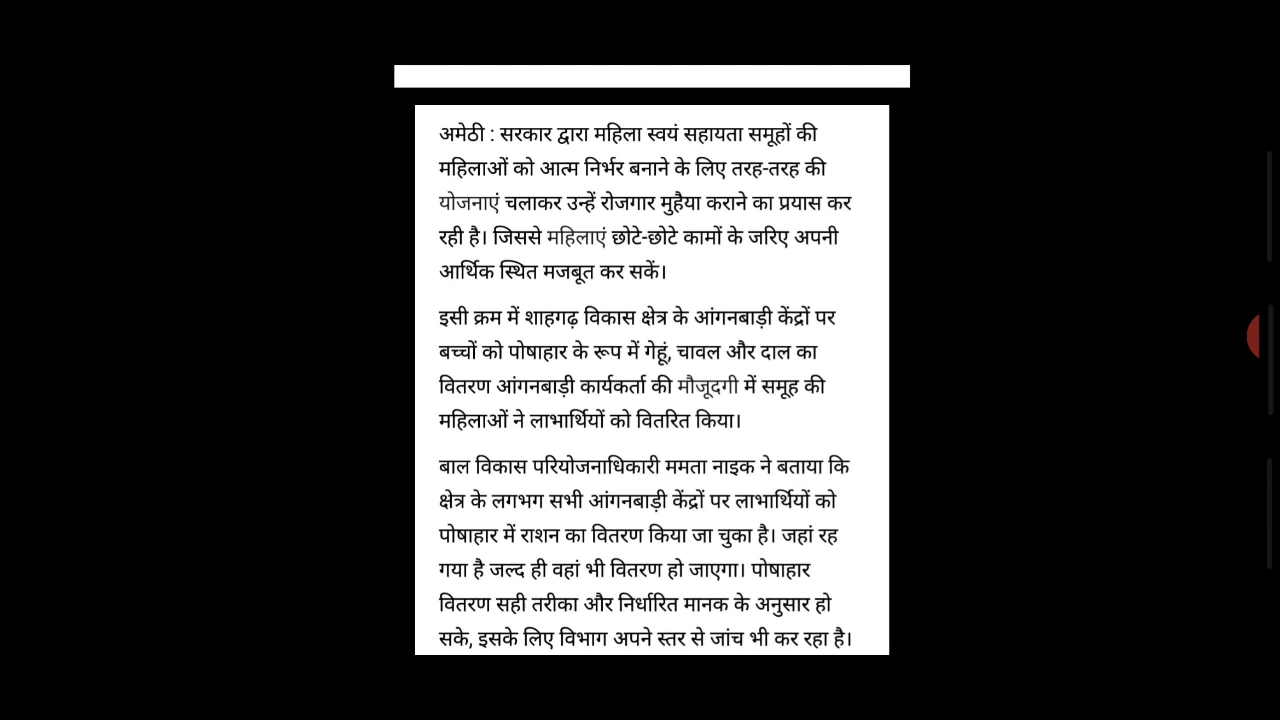 अमेठी : सरकार द्वारा महिला स्वयं सहायता समूहों की
महिलाओं को आत्म निर्भर बनाने के लिए तरह-तरह की
योजनाएं चलाकर उन्हें रोजगार मुहैया कराने का प्रयास कर
रही है। जिससे महिलाएं छोटे-छोटे कामों के जरिए अपनी
आर्थिक स्थित मजबूत कर सकें।
इसी क्रम में शाहगढ़ विकास क्षेत्र के आंगनबाड़ी केंद्रों पर
बच्चों को पोषाहार के रूप में गेहूं, चावल और दाल का
वितरण आंगनबाड़ी कार्यकर्ता की मौजूदगी में समूह की
महिलाओं ने लाभार्थियों को वितरित किया।
बाल विकास परियोजनाधिकारी ममता नाइक ने बताया कि
क्षेत्र के लगभग सभी आंगनबाड़ी केंद्रों पर लाभार्थियों को
पोषाहार में राशन का वितरण किया जा चुका है। जहां रह
गया है जल्द ही वहां भी वितरण हो जाएगा। पोषाहार
वितरण सही तरीका और निर्धारित मानक के अनुसार हो
सके, इसके लिए विभाग अपने स्तर से जांच भी कर रहा है।